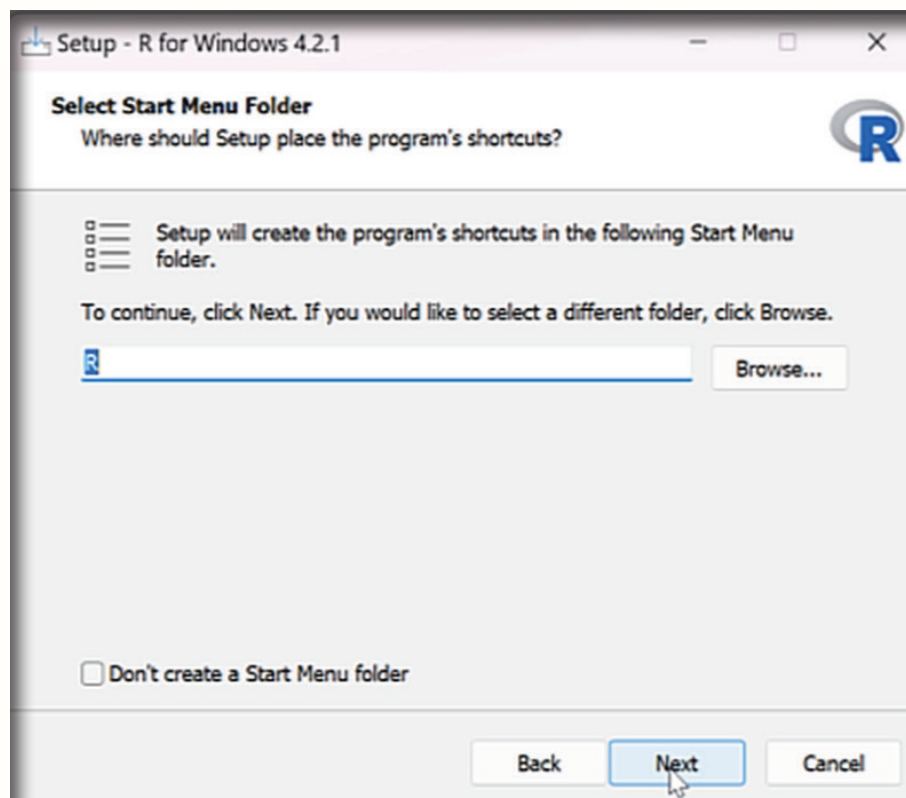 Setup - R for Windows 4.2.1
Select Start Menu Folder
Where should Setup place the program's shortcuts?
R
Setup will create the program's shortcuts in the following Start Menu
folder.
To continue, click Next. If you would like to select a different folder, click Browse.
R
Browse...
Don't create a Start Menu folder
Back Next Cancel